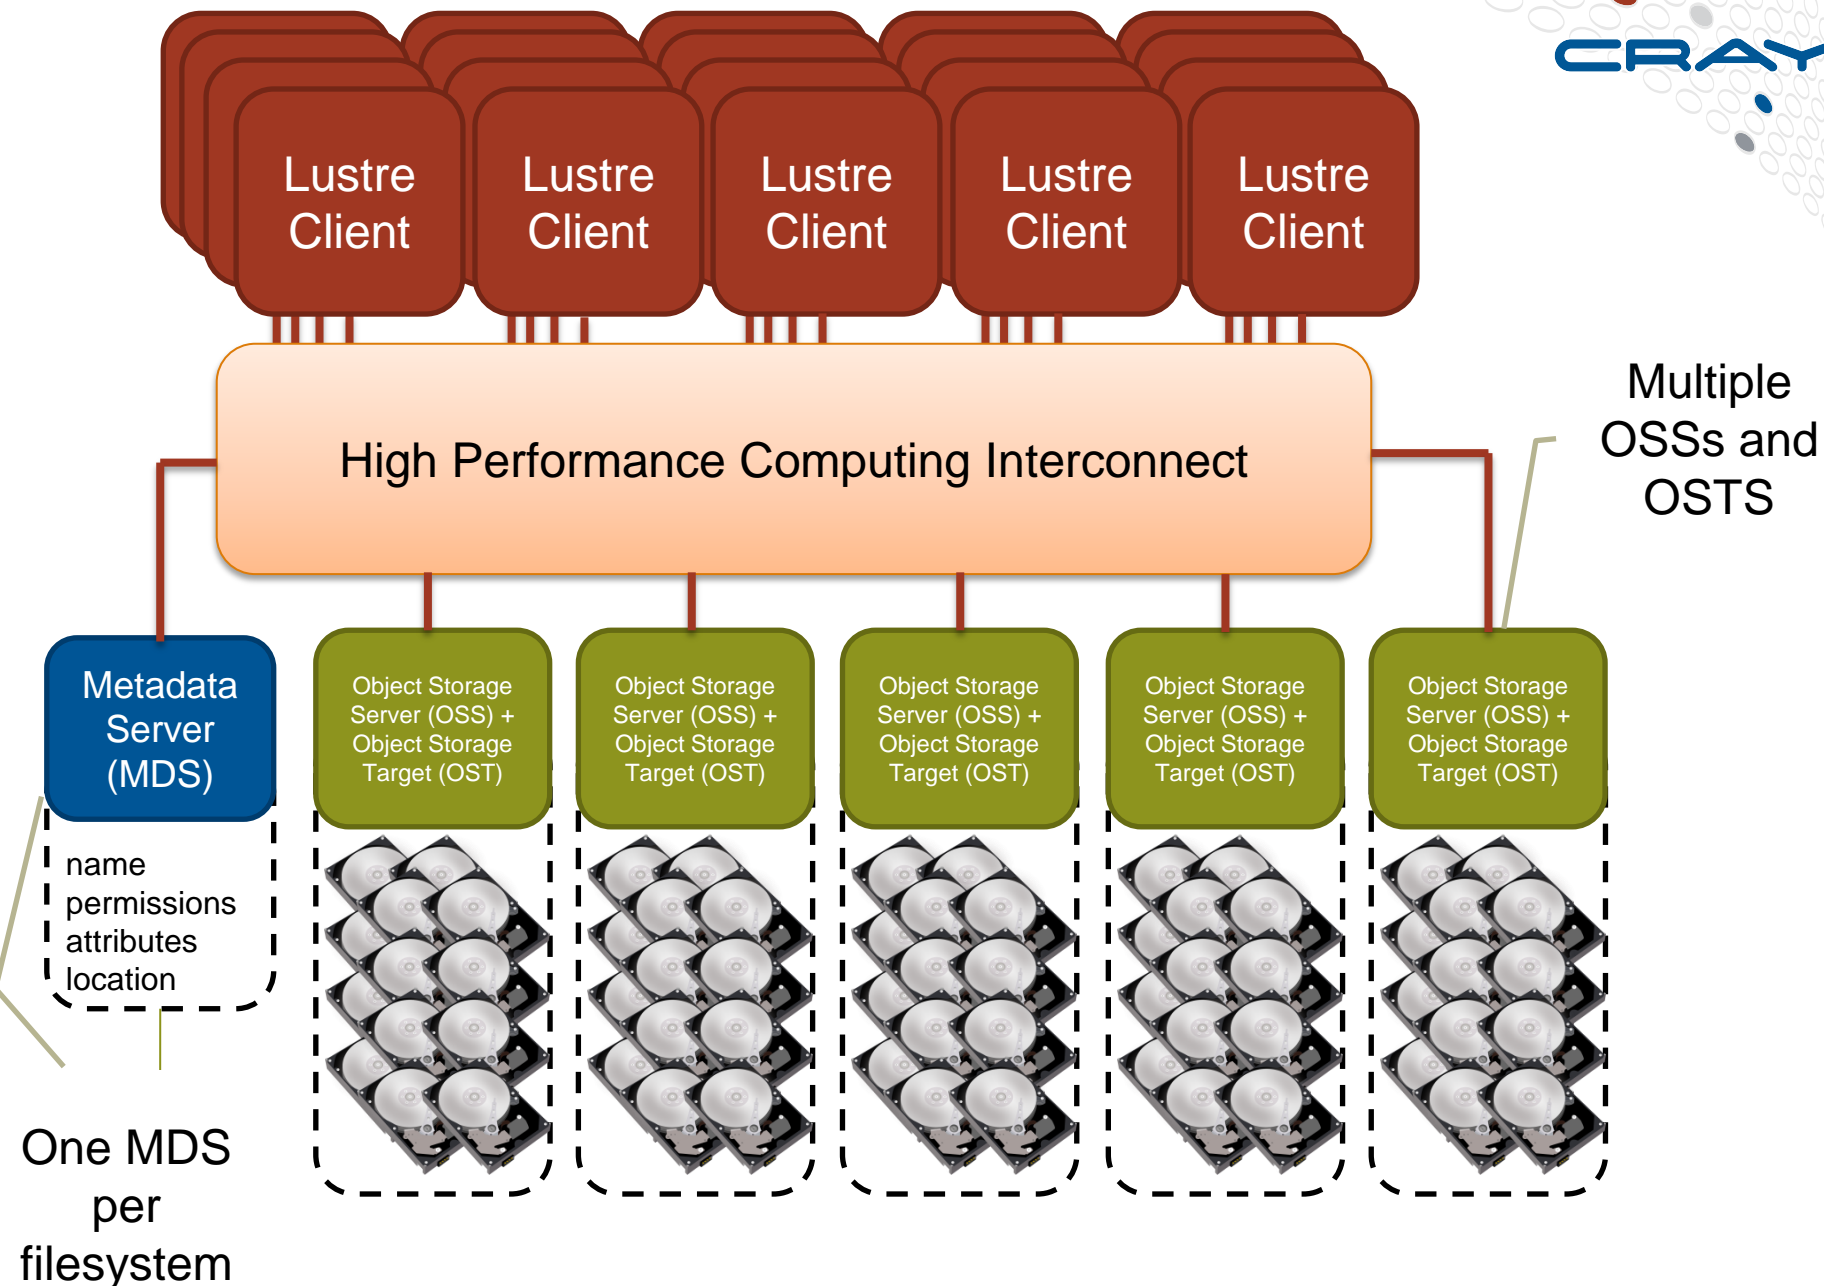 CRAY
Lustre
Client
Lustre
Client
Lustre
Client
Lustre
Client
Lustre
Client
High Performance Computing Interconnect
Multiple
OSSs and
OSTS
Metadata
Server
(MDS)
name
permissions
attributes
location
Object Storage
Server (OSS) +
Object Storage
Target (OST)
Object Storage
Server (OSS) +
Object Storage
Target (OST)
Object Storage
Server (OSS) +
Object Storage
Target (OST)
Object Storage
Server (OSS) +
Object Storage
Target (OST)
Object Storage
Server (OSS) +
Object Storage
Target (OST)
One MDS
per
filesystem